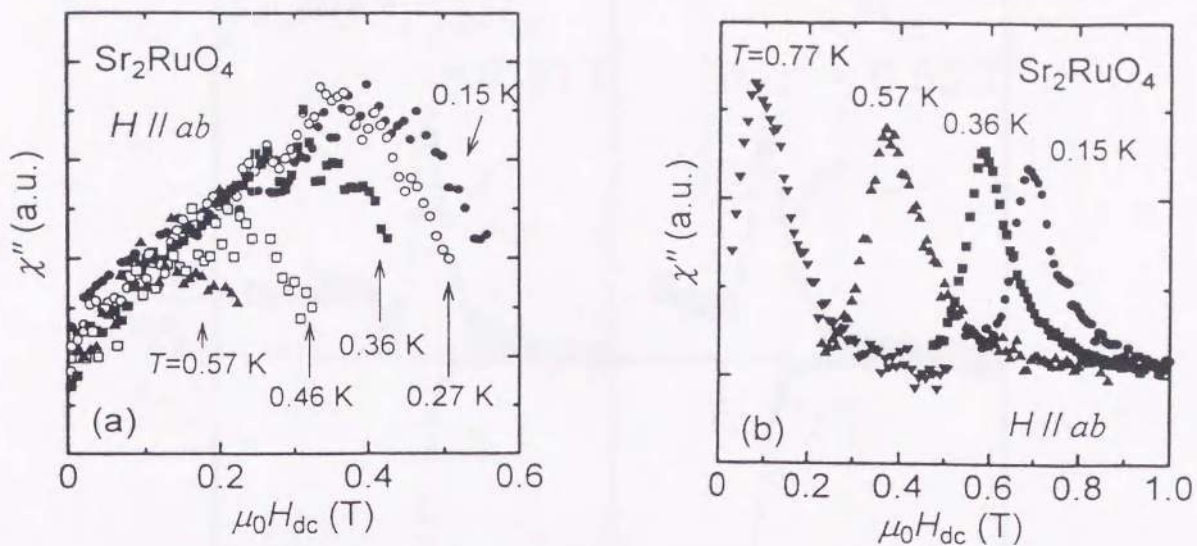 Sr₂RuO₄
H // ab
0.15 K
χ″ (a.u.)
T=0.57 K
0.46 K
0.36 K
0.27 K
(a)
0 0.2 0.4 0.6
μ₀H_dc (T)
T=0.77 K
Sr₂RuO₄
0.57 K
0.36 K
0.15 K
χ″ (a.u.)
(b)
H // ab
0 0.2 0.4 0.6 0.8 1.0
μ₀H_dc (T)